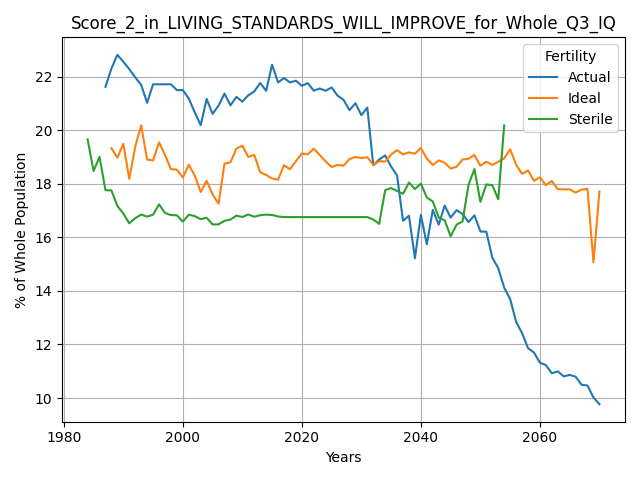 Score_2_in_LIVING_STANDARDS_WILL_IMPROVE_for_Whole_Q3_IQ
Fertility
Actual
Ideal
Sterile
% of Whole Population
22
20
18
16
14
12
10
1980
2000
2020
2040
2060
Years